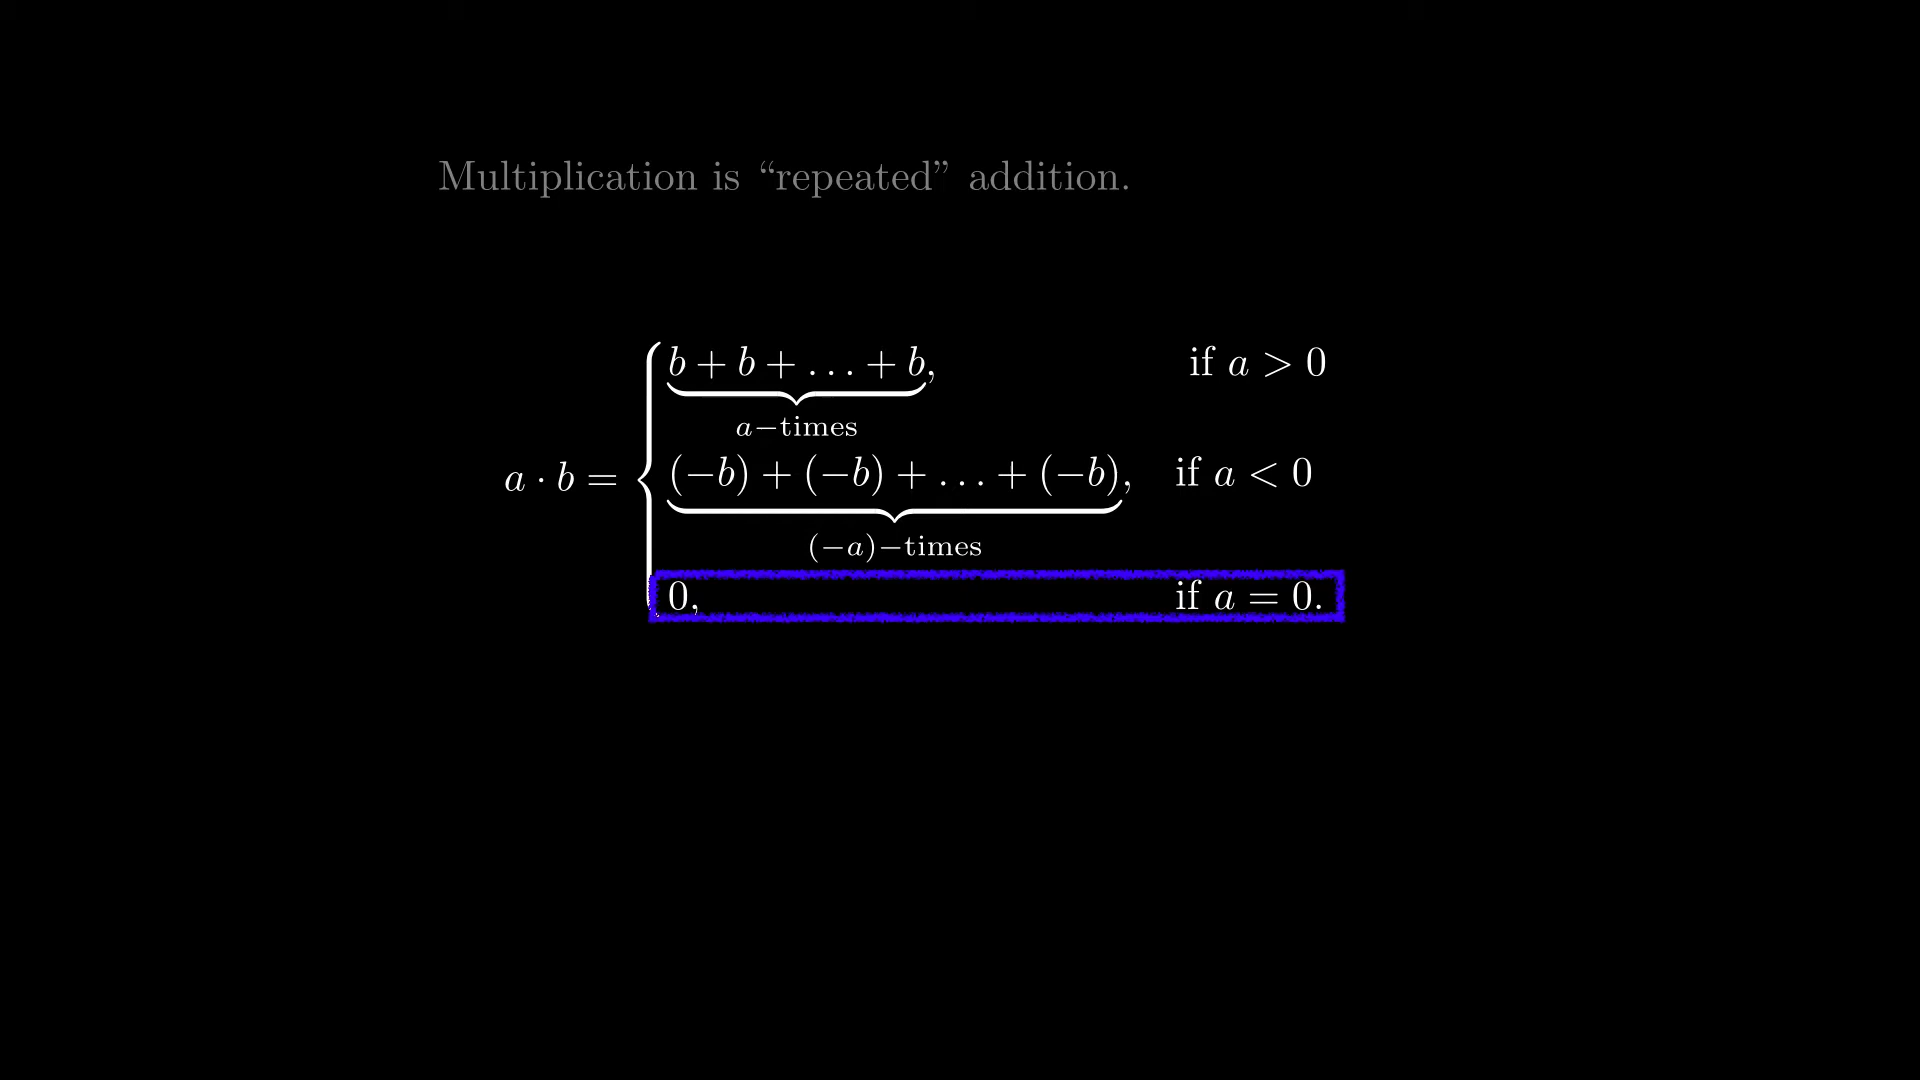 Multiplication is “repeated” addition.
b + b + … + b, if a > 0
a−times
a · b =
(−b) + (−b) + … + (−b), if a < 0
(−a)−times
0, if a = 0.